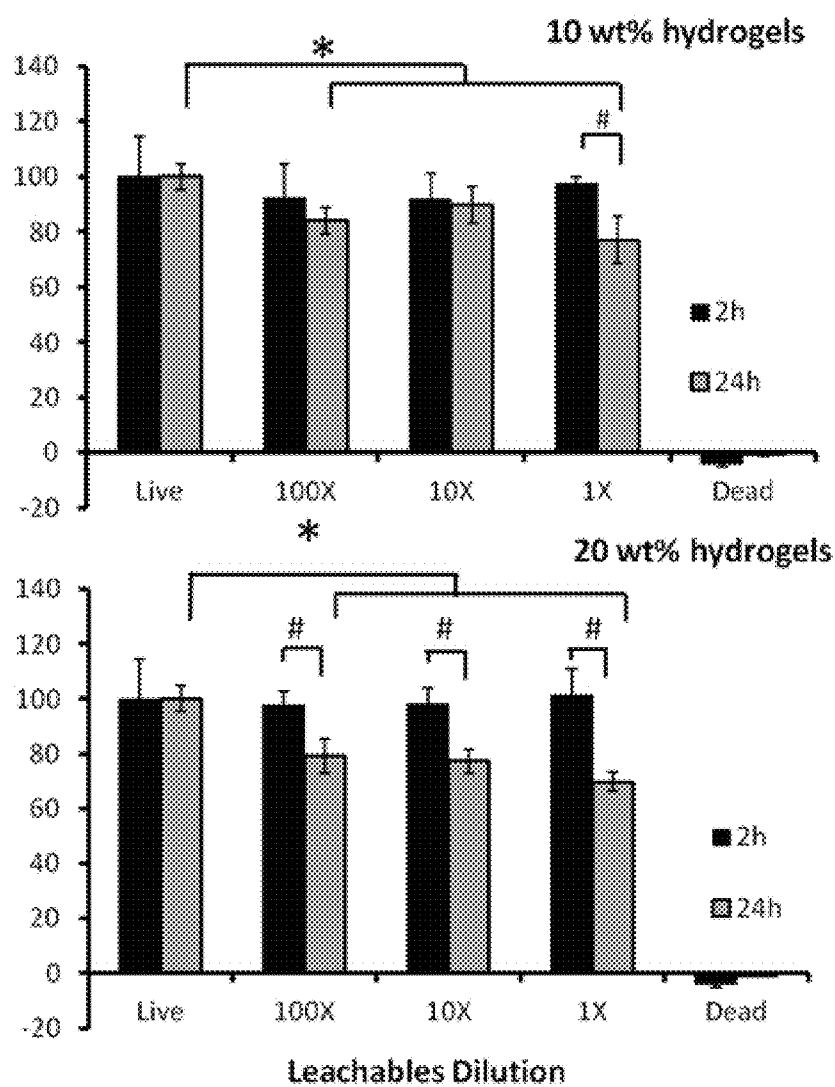 10 wt% hydrogels
*
140
120
#
100
80
60
2h
40
24h
20
0
-20
Live 100X 10X 1X Dead
*
20 wt% hydrogels
140
120
# # #
100
80
60
2h
40
24h
20
0
-20
Live 100X 10X 1X Dead
Leachables Dilution